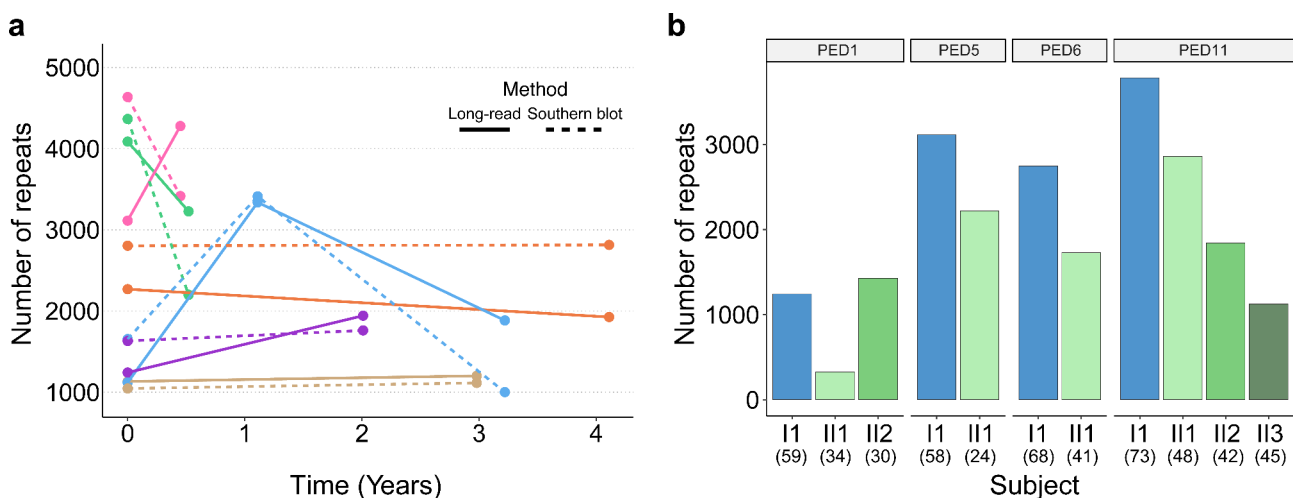 a
Number of repeats
5000
4000
3000
2000
1000
0 1 2 3 4
Time (Years)
Method
Long-read Southern blot
b
PED1 PED5 PED6 PED11
Number of repeats
3000
2000
1000
0
I1 II1 II2 I1 II1 I1 II1 I1 II1 II2 II3
(59) (34) (30) (58) (24) (68) (41) (73) (48) (42) (45)
Subject